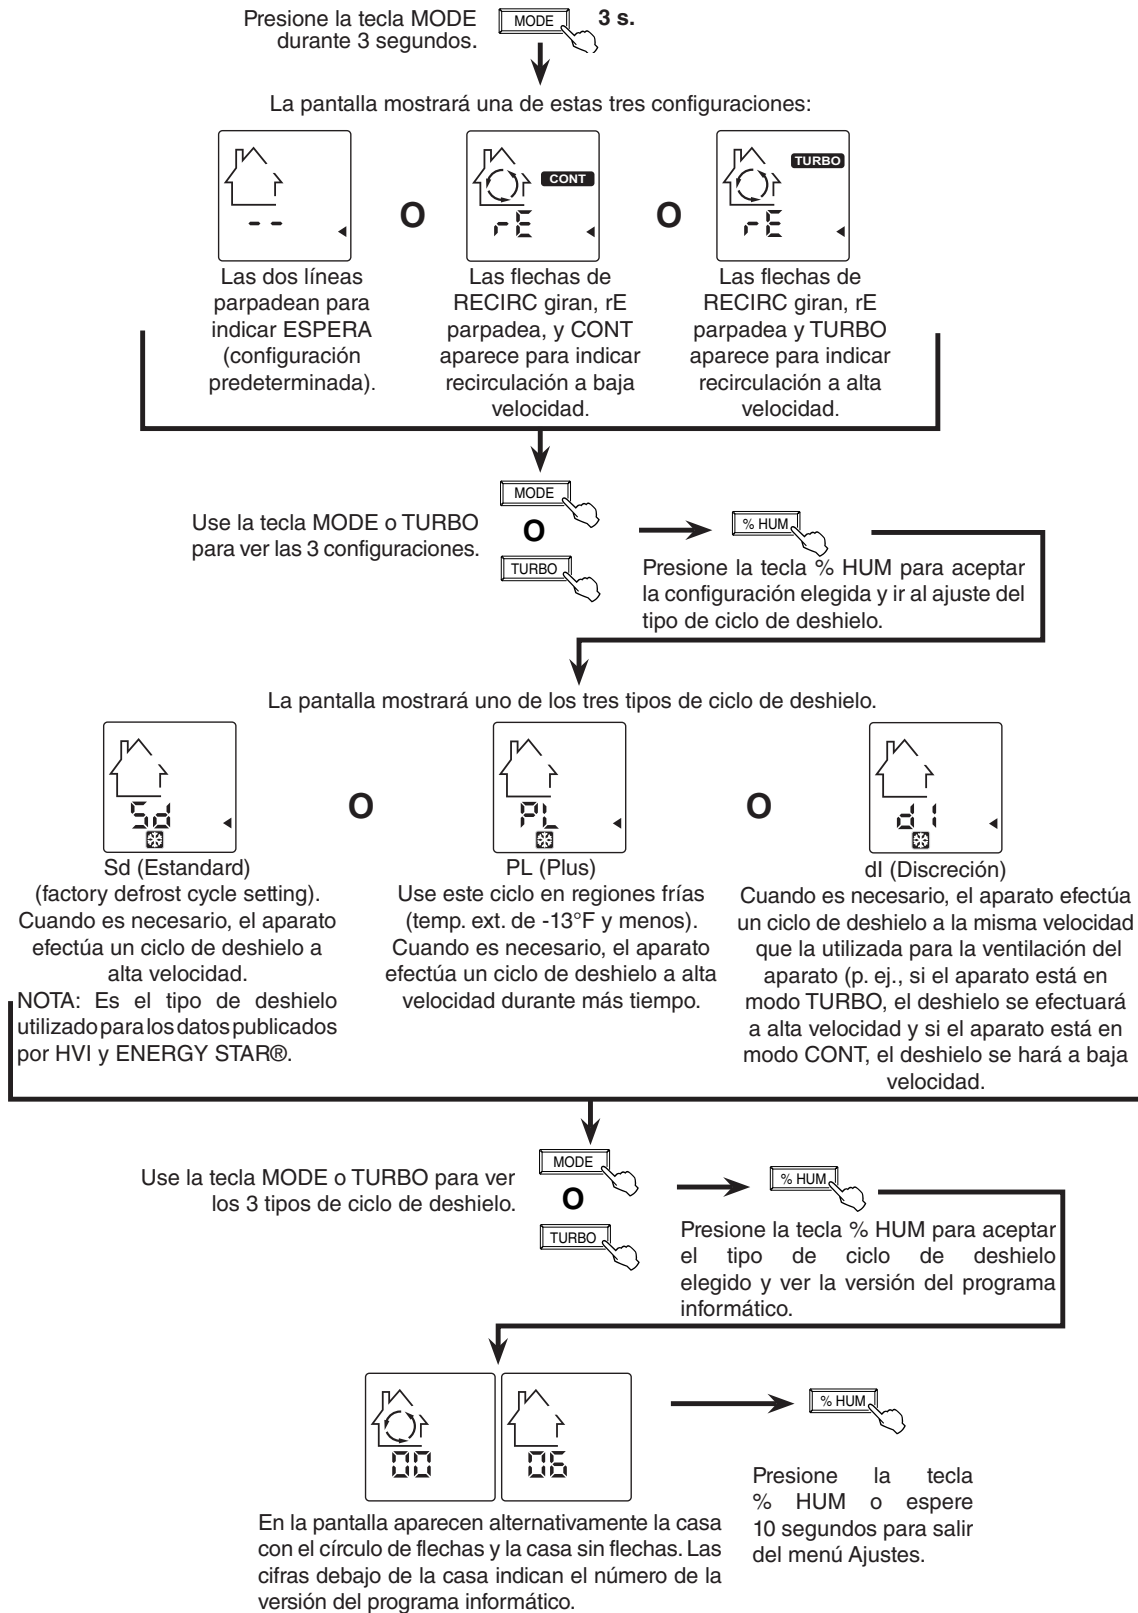 Presione la tecla MODE
durante 3 segundos.
MODE
3 s.
La pantalla mostrará una de estas tres configuraciones:
--
O
CONT
rE
O
TURBO
rE
Las dos líneas
parpadean para
indicar ESPERA
(configuración
predeterminada).
Las flechas de
RECIRC giran, rE
parpadea, y CONT
aparece para indicar
recirculación a baja
velocidad.
Las flechas de
RECIRC giran, rE
parpadea y TURBO
aparece para indicar
recirculación a alta
velocidad.
Use la tecla MODE o TURBO
para ver las 3 configuraciones.
MODE
O
TURBO
% HUM
Presione la tecla % HUM para aceptar
la configuración elegida y ir al ajuste del
tipo de ciclo de deshielo.
La pantalla mostrará uno de los tres tipos de ciclo de deshielo.
Sd
O
PL
O
dI
Sd (Estandard)
(factory defrost cycle setting).
Cuando es necesario, el aparato
efectúa un ciclo de deshielo a
alta velocidad.
NOTA: Es el tipo de deshielo
utilizado para los datos publicados
por HVI y ENERGY STAR®.
PL (Plus)
Use este ciclo en regiones frías
(temp. ext. de -13°F y menos).
Cuando es necesario, el aparato
efectúa un ciclo de deshielo a alta
velocidad durante más tiempo.
dI (Discreción)
Cuando es necesario, el aparato efectúa
un ciclo de deshielo a la misma velocidad
que la utilizada para la ventilación del
aparato (p. ej., si el aparato está en
modo TURBO, el deshielo se efectuará
a alta velocidad y si el aparato está en
modo CONT, el deshielo se hará a baja
velocidad.
Use la tecla MODE o TURBO para ver
los 3 tipos de ciclo de deshielo.
MODE
O
TURBO
% HUM
Presione la tecla % HUM para aceptar
el tipo de ciclo de deshielo
elegido y ver la versión del programa
informático.
00
06
% HUM
En la pantalla aparecen alternativamente la casa
con el círculo de flechas y la casa sin flechas. Las
cifras debajo de la casa indican el número de la
versión del programa informático.
Presione la tecla
% HUM o espere
10 segundos para salir
del menú Ajustes.